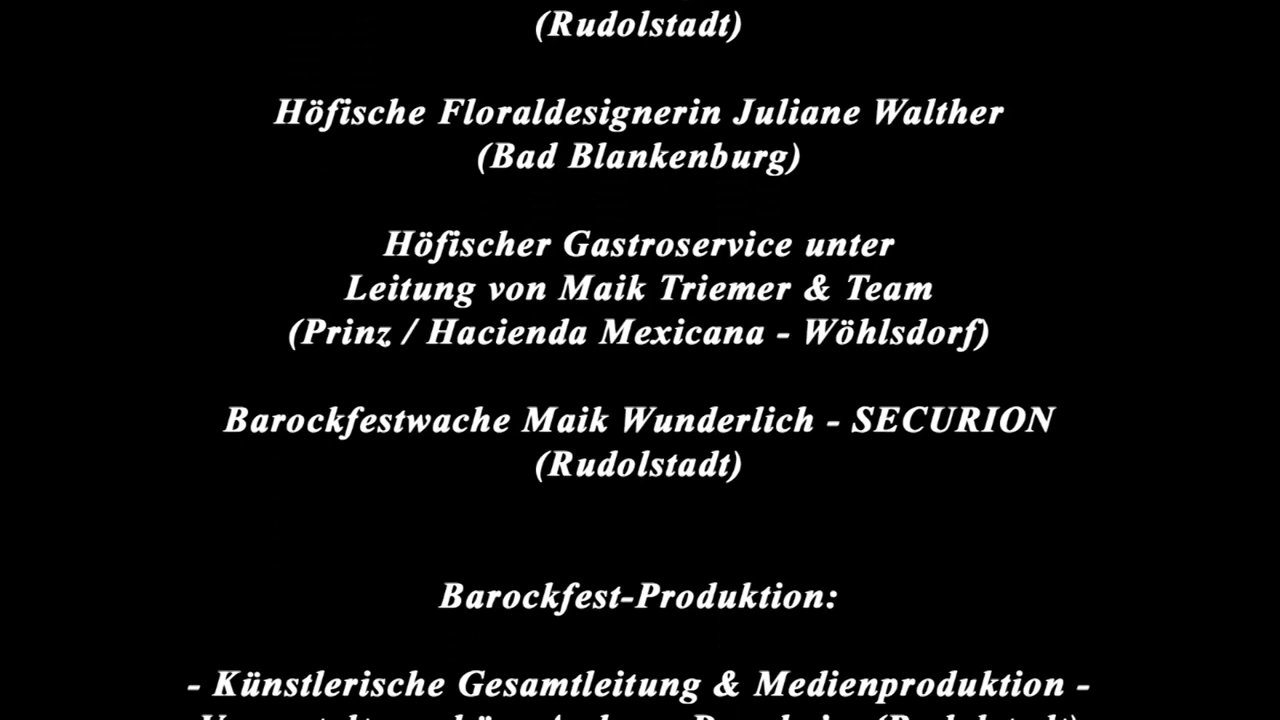 (Rudolstadt)
Höfische Floraldesignerin Juliane Walther
(Bad Blankenburg)
Höfischer Gastroservice unter
Leitung von Maik Triemer & Team
(Prinz / Hacienda Mexicana - Wöhlsdorf)
Barockfestwache Maik Wunderlich - SECURION
(Rudolstadt)
Barockfest-Produktion:
- Künstlerische Gesamtleitung & Medienproduktion -